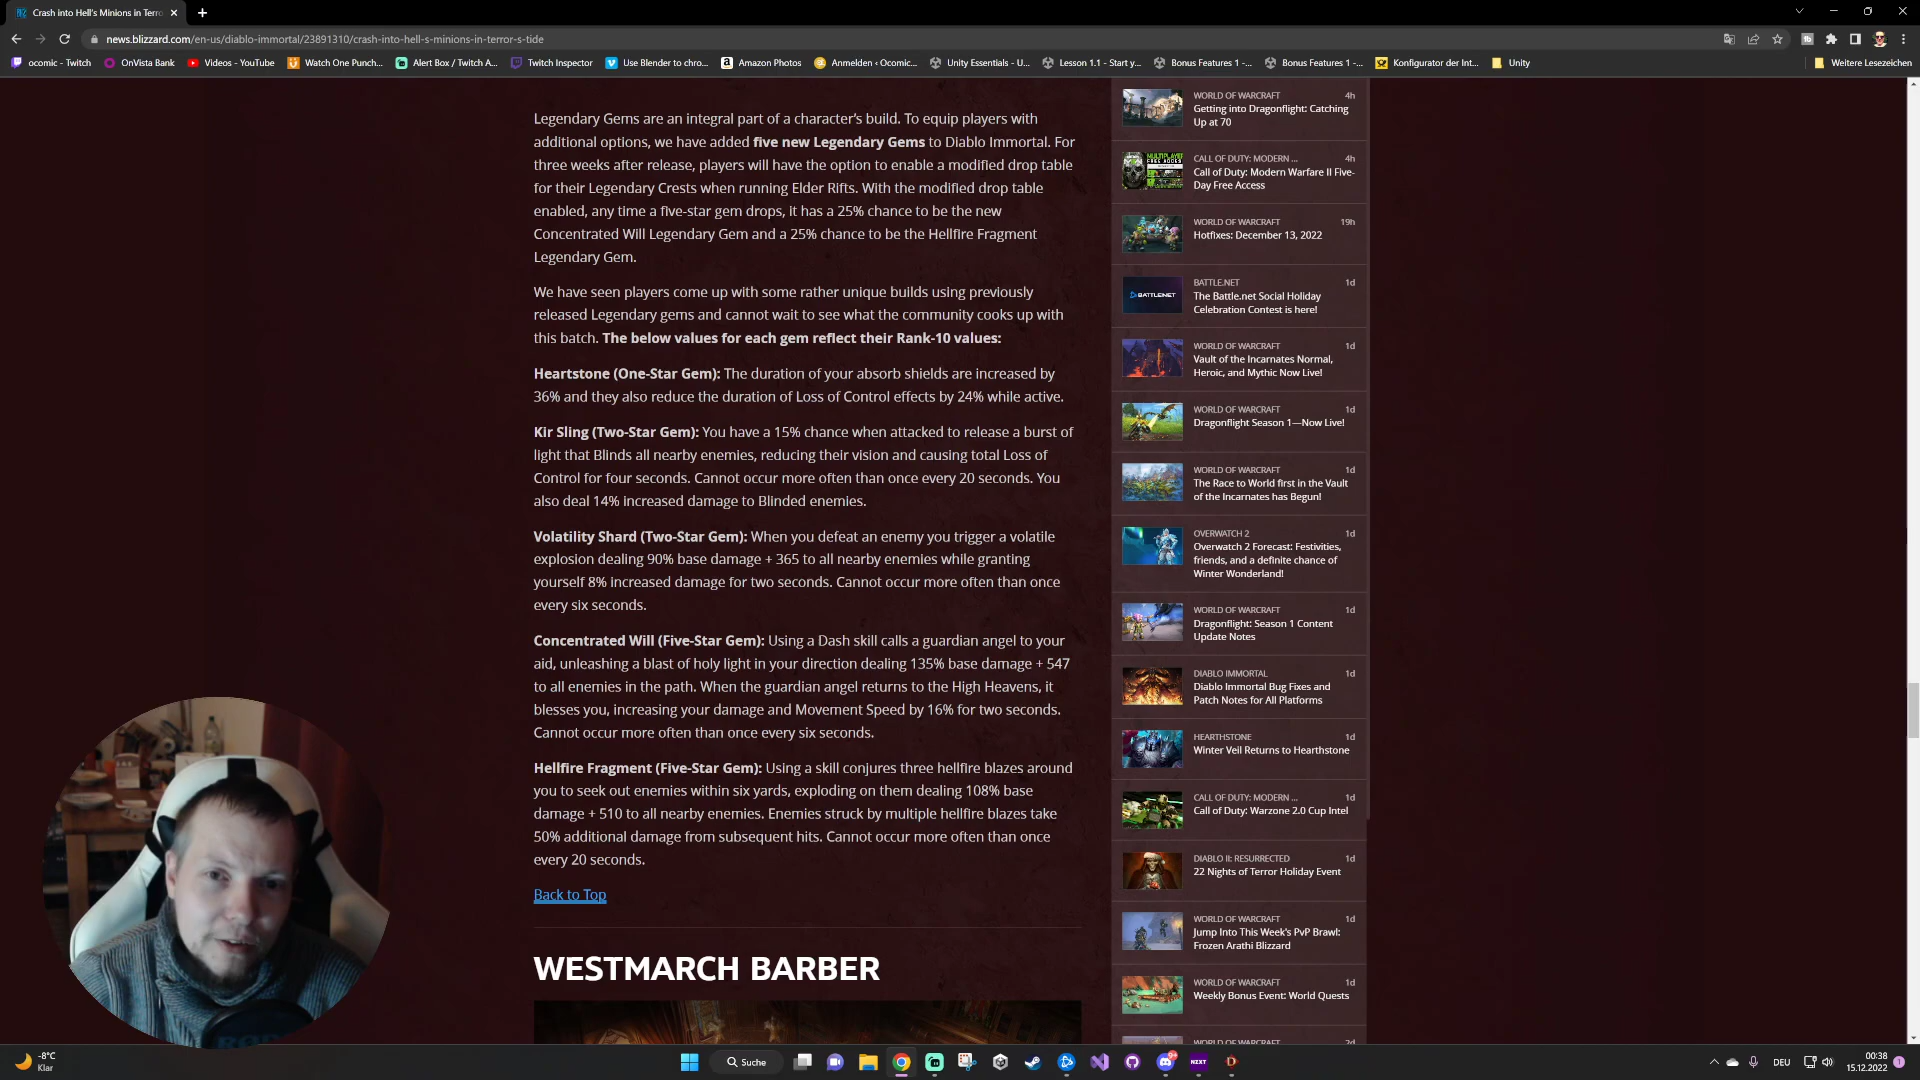 Crash into Hell's Minions in Terro
news.blizzard.com/en-us/diablo-immortal/23891310/crash-into-hell-s-minions-in-terror-s-tide
ocomic - Twitch
OnVista Bank
Videos - YouTube
Watch One Punch...
Alert Box / Twitch A...
Twitch Inspector
Use Blender to chro...
Amazon Photos
Anmelden ‹ Ocomic...
Unity Essentials - U...
Lesson 1.1 - Start y...
Bonus Features 1 -...
Bonus Features 1 -...
Konfigurator der Int...
Unity
Weitere Lesezeichen
Legendary Gems are an integral part of a character's build. To equip players with
additional options, we have added five new Legendary Gems to Diablo Immortal. For
three weeks after release, players will have the option to enable a modified drop table
for their Legendary Crests when running Elder Rifts. With the modified drop table
enabled, any time a five-star gem drops, it has a 25% chance to be the new
Concentrated Will Legendary Gem and a 25% chance to be the Hellfire Fragment
Legendary Gem.
We have seen players come up with some rather unique builds using previously
released Legendary gems and cannot wait to see what the community cooks up with
this batch. The below values for each gem reflect their Rank-10 values:
Heartstone (One-Star Gem): The duration of your absorb shields are increased by
36% and they also reduce the duration of Loss of Control effects by 24% while active.
Kir Sling (Two-Star Gem): You have a 15% chance when attacked to release a burst of
light that Blinds all nearby enemies, reducing their vision and causing total Loss of
Control for four seconds. Cannot occur more often than once every 20 seconds. You
also deal 14% increased damage to Blinded enemies.
Volatility Shard (Two-Star Gem): When you defeat an enemy you trigger a volatile
explosion dealing 90% base damage + 365 to all nearby enemies while granting
yourself 8% increased damage for two seconds. Cannot occur more often than once
every six seconds.
Concentrated Will (Five-Star Gem): Using a Dash skill calls a guardian angel to your
aid, unleashing a blast of holy light in your direction dealing 135% base damage + 547
to all enemies in the path. When the guardian angel returns to the High Heavens, it
blesses you, increasing your damage and Movement Speed by 16% for two seconds.
Cannot occur more often than once every six seconds.
Hellfire Fragment (Five-Star Gem): Using a skill conjures three hellfire blazes around
you to seek out enemies within six yards, exploding on them dealing 108% base
damage + 510 to all nearby enemies. Enemies struck by multiple hellfire blazes take
50% additional damage from subsequent hits. Cannot occur more often than once
every 20 seconds.
Back to Top
WESTMARCH BARBER
WORLD OF WARCRAFT 4h
Getting into Dragonflight: Catching
Up at 70
CALL OF DUTY: MODERN ... 4h
Call of Duty: Modern Warfare II Five-
Day Free Access
WORLD OF WARCRAFT 19h
Hotfixes: December 13, 2022
BATTLE.NET 1d
The Battle.net Social Holiday
Celebration Contest is here!
BATTLE.NET
WORLD OF WARCRAFT 1d
Vault of the Incarnates Normal,
Heroic, and Mythic Now Live!
WORLD OF WARCRAFT 1d
Dragonflight Season 1—Now Live!
WORLD OF WARCRAFT 1d
The Race to World first in the Vault
of the Incarnates has Begun!
OVERWATCH 2 1d
Overwatch 2 Forecast: Festivities,
friends, and a definite chance of
Winter Wonderland!
WORLD OF WARCRAFT 1d
Dragonflight: Season 1 Content
Update Notes
DIABLO IMMORTAL 1d
Diablo Immortal Bug Fixes and
Patch Notes for All Platforms
HEARTHSTONE 1d
Winter Veil Returns to Hearthstone
CALL OF DUTY: MODERN ... 1d
Call of Duty: Warzone 2.0 Cup Intel
DIABLO II: RESURRECTED 1d
22 Nights of Terror Holiday Event
WORLD OF WARCRAFT 1d
Jump Into This Week's PvP Brawl:
Frozen Arathi Blizzard
WORLD OF WARCRAFT 1d
Weekly Bonus Event: World Quests
WORLD OF WARCRAFT 2d
-8°C
Klar
Suche
NZXT
DEU
00:38
15.12.2022
1